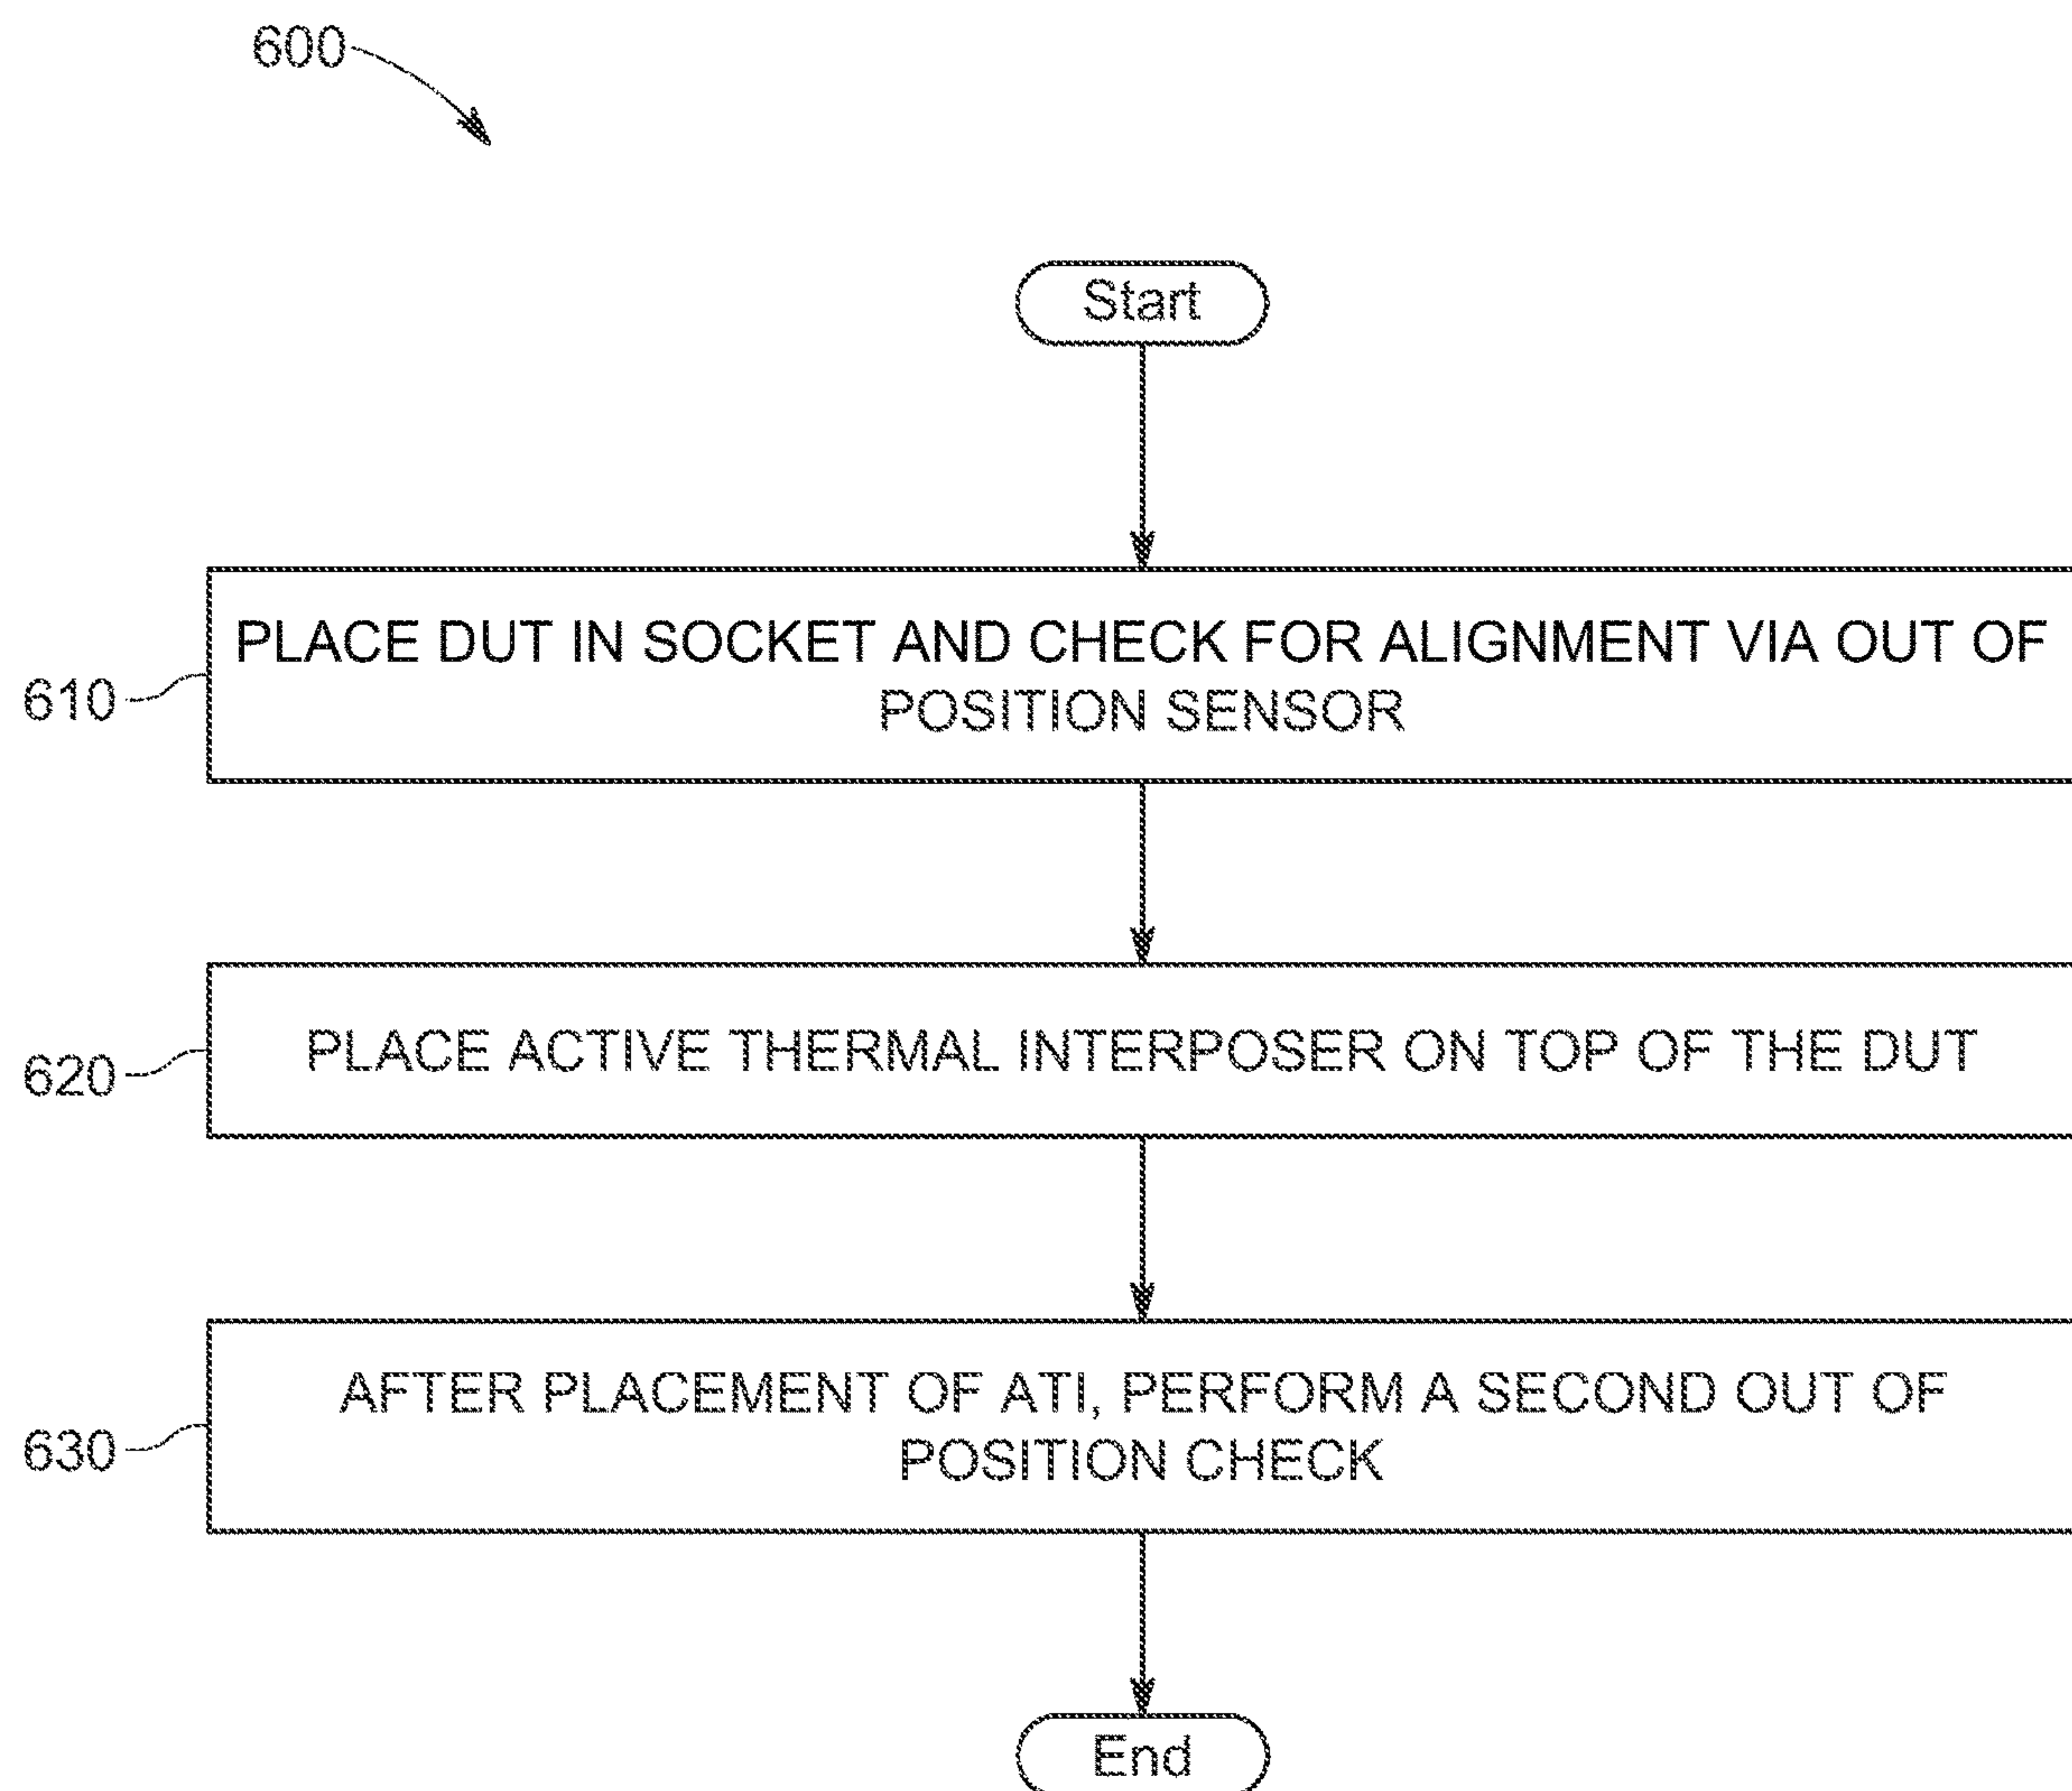 600
Start
610
PLACE DUT IN SOCKET AND CHECK FOR ALIGNMENT VIA OUT OF
POSITION SENSOR
620
PLACE ACTIVE THERMAL INTERPOSER ON TOP OF THE DUT
630
AFTER PLACEMENT OF ATI, PERFORM A SECOND OUT OF
POSITION CHECK
End